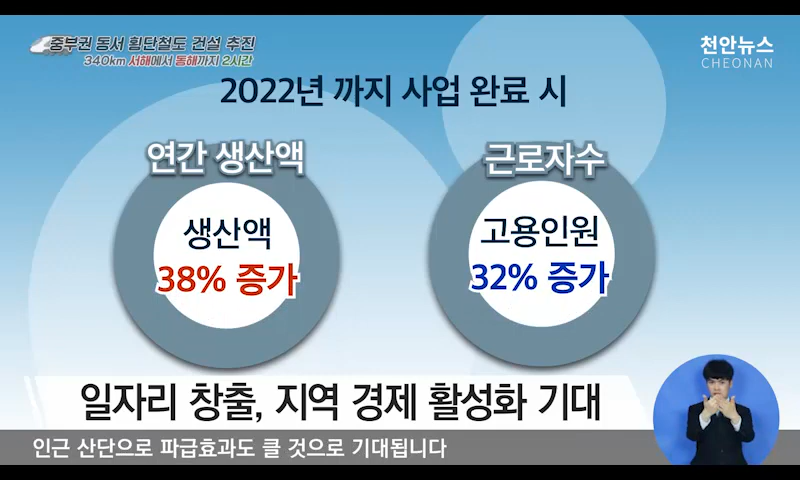 중부권 동서 횡단철도 건설 추진
340km 서해에서 동해까지 2시간
천안뉴스
CHEONAN
2022년 까지 사업 완료 시
연간 생산액
근로자수
생산액
38% 증가
고용인원
32% 증가
일자리 창출, 지역 경제 활성화 기대
인근 산단으로 파급효과도 클 것으로 기대됩니다